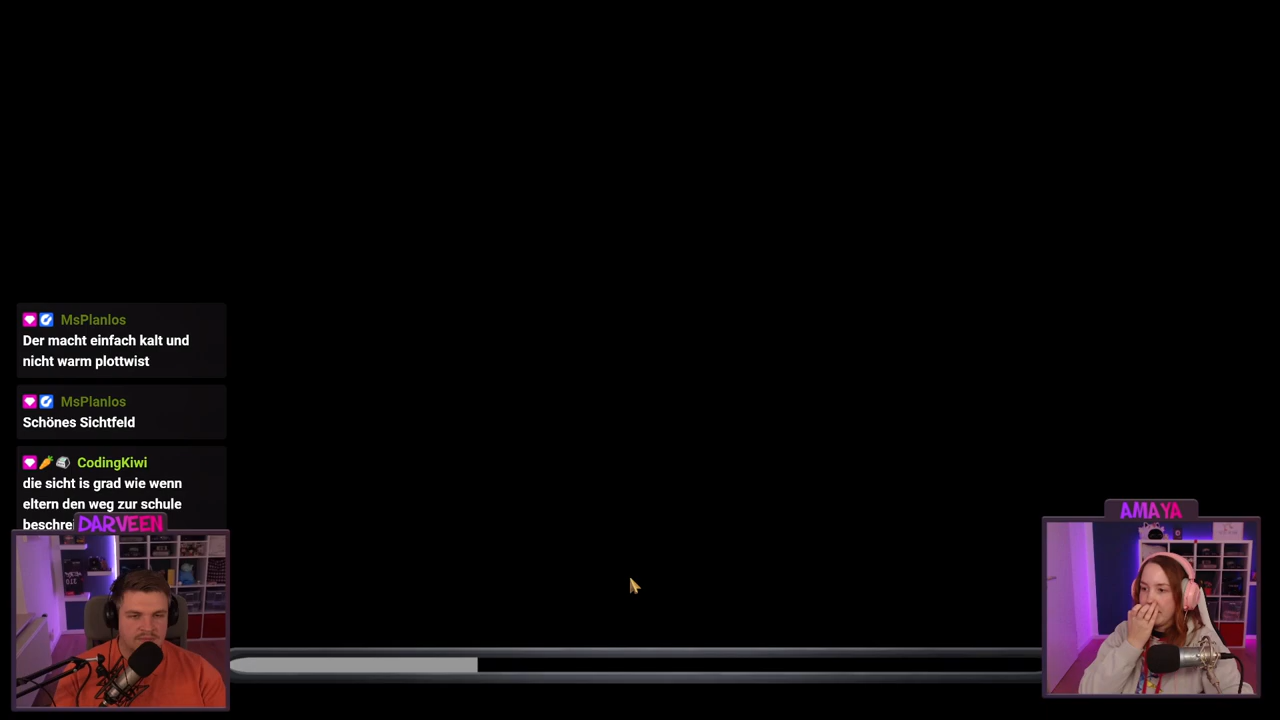 MsPlanlos
Der macht einfach kalt und
nicht warm plottwist
MsPlanlos
Schönes Sichtfeld
CodingKiwi
die sicht is grad wie wenn
eltern den weg zur schule
DARVEEN
AMAYA